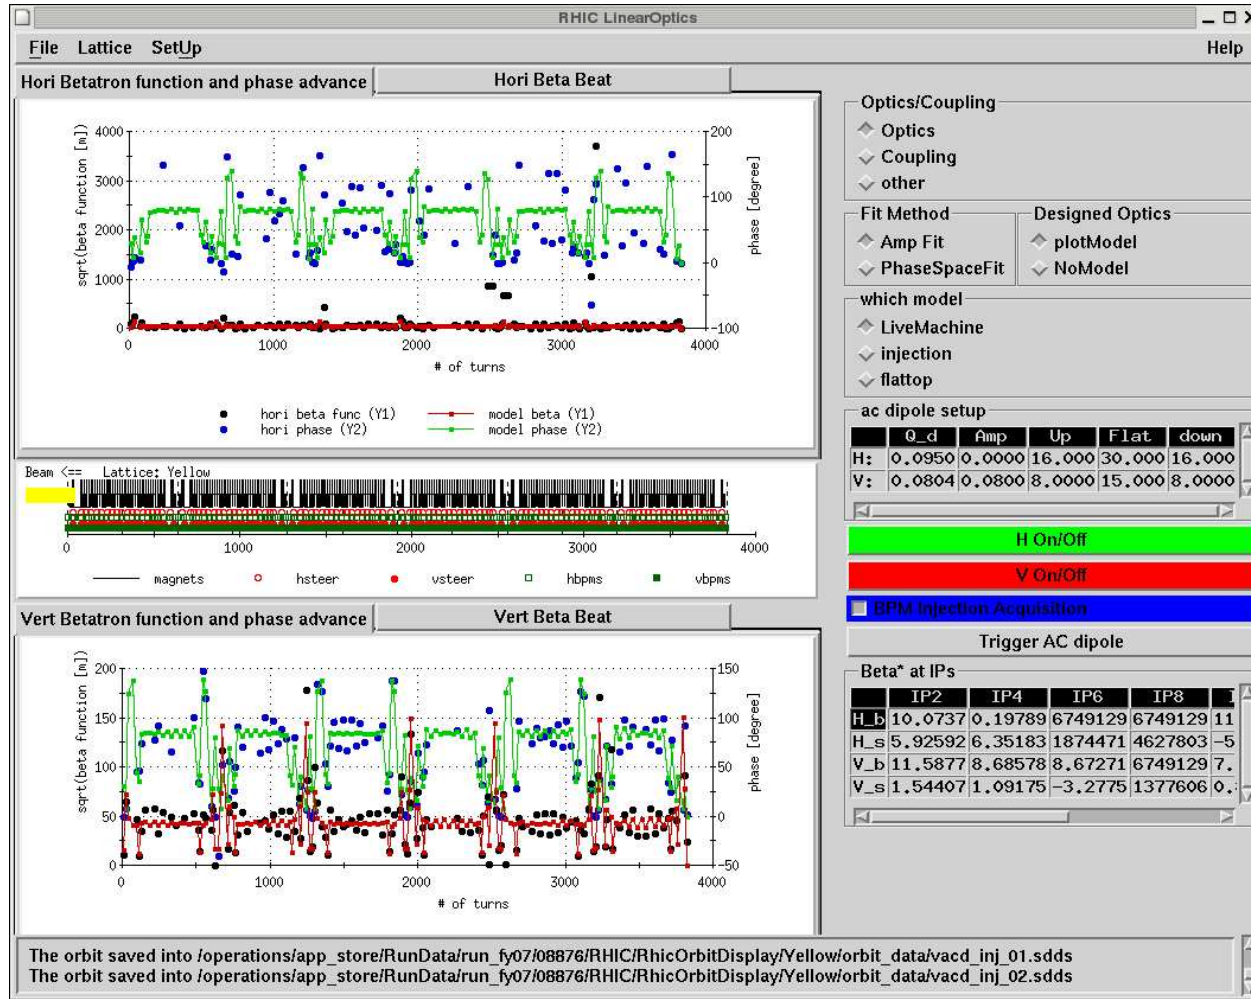 RHIC LinearOptics
File Lattice SetUp Help
Hori Betatron function and phase advance Hori Beta Beat
sqrt(beta function [m])
4000
3000
2000
1000
0
200
100
0
-100
phase [degree]
0 1000 2000 3000 4000
# of turns
hori beta func (Y1) model beta (Y1)
hori phase (Y2) model phase (Y2)
Beam <== Lattice: Yellow
0 1000 2000 3000 4000
magnets hsteer vsteer hbpms vbpms
Vert Betatron function and phase advance Vert Beta Beat
sqrt(beta function [m])
200
150
100
50
0
150
100
50
0
-50
phase [degree]
0 1000 2000 3000 4000
# of turns
Optics/Coupling
Optics
Coupling
other
Fit Method Designed Optics
Amp Fit plotModel
PhaseSpaceFit NoModel
which model
LiveMachine
injection
flattop
ac dipole setup
Q_d Amp Up Flat down
H: 0.0950 0.0000 16.000 30.000 16.000
V: 0.0804 0.0800 8.0000 15.000 8.0000
H On/Off
V On/Off
BPM Injection Acquisition
Trigger AC dipole
Beta* at IPs
IP2 IP4 IP6 IP8
H_b 10.0737 0.19789 6749129 6749129 11
H_s 5.92592 6.35183 1874471 4627803 -5
V_b 11.5877 8.68578 8.67271 6749129 7.
V_s 1.54407 1.09175 -3.2775 1377606 0.
The orbit saved into /operations/app_store/RunData/run_fy07/08876/RHIC/RhicOrbitDisplay/Yellow/orbit_data/vacd_inj_01.sdds
The orbit saved into /operations/app_store/RunData/run_fy07/08876/RHIC/RhicOrbitDisplay/Yellow/orbit_data/vacd_inj_02.sdds